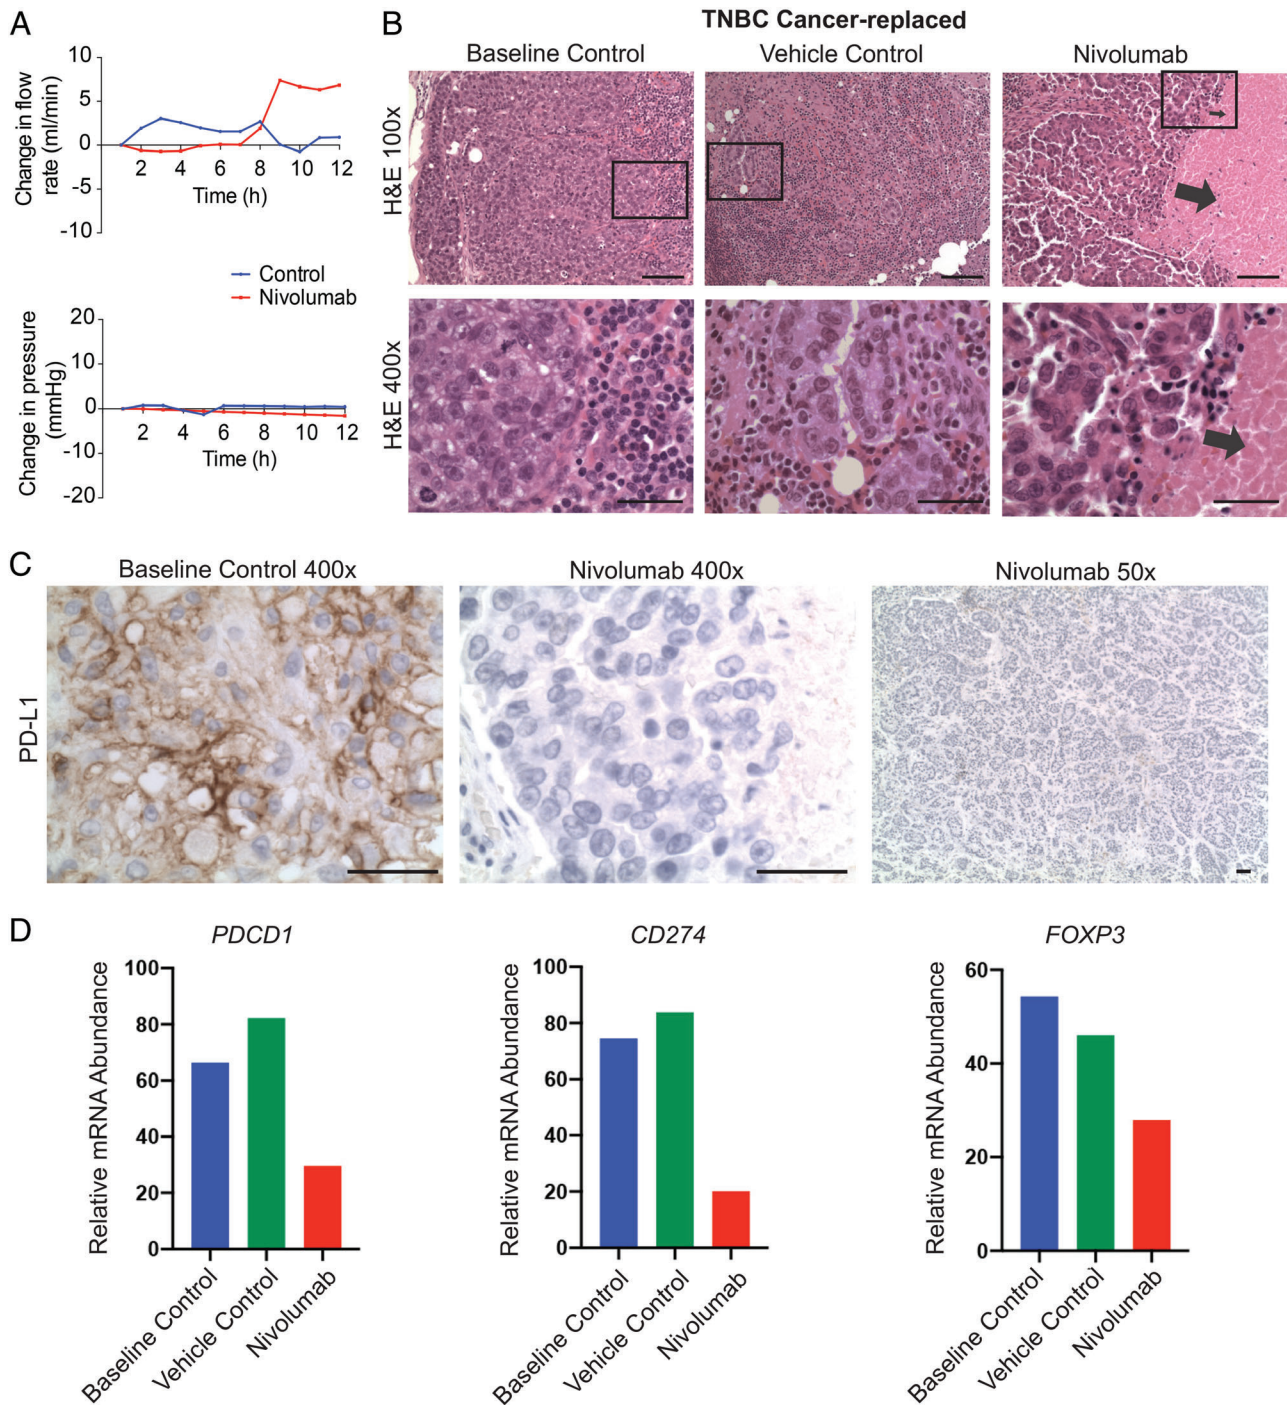 A
Change in flow
rate (ml/min)
10
5
0
-5
-10
2 4 6 8 10 12
Time (h)
Control
Nivolumab
Change in pressure
(mmHg)
20
10
0
-10
-20
2 4 6 8 10 12
Time (h)
B
TNBC Cancer-replaced
Baseline Control Vehicle Control Nivolumab
H&E 100x
H&E 400x
C
Baseline Control 400x Nivolumab 400x Nivolumab 50x
PD-L1
D
PDCD1
Relative mRNA Abundance
100
80
60
40
20
0
Baseline Control
Vehicle Control
Nivolumab
CD274
Relative mRNA Abundance
100
80
60
40
20
0
Baseline Control
Vehicle Control
Nivolumab
FOXP3
Relative mRNA Abundance
60
40
20
0
Baseline Control
Vehicle Control
Nivolumab